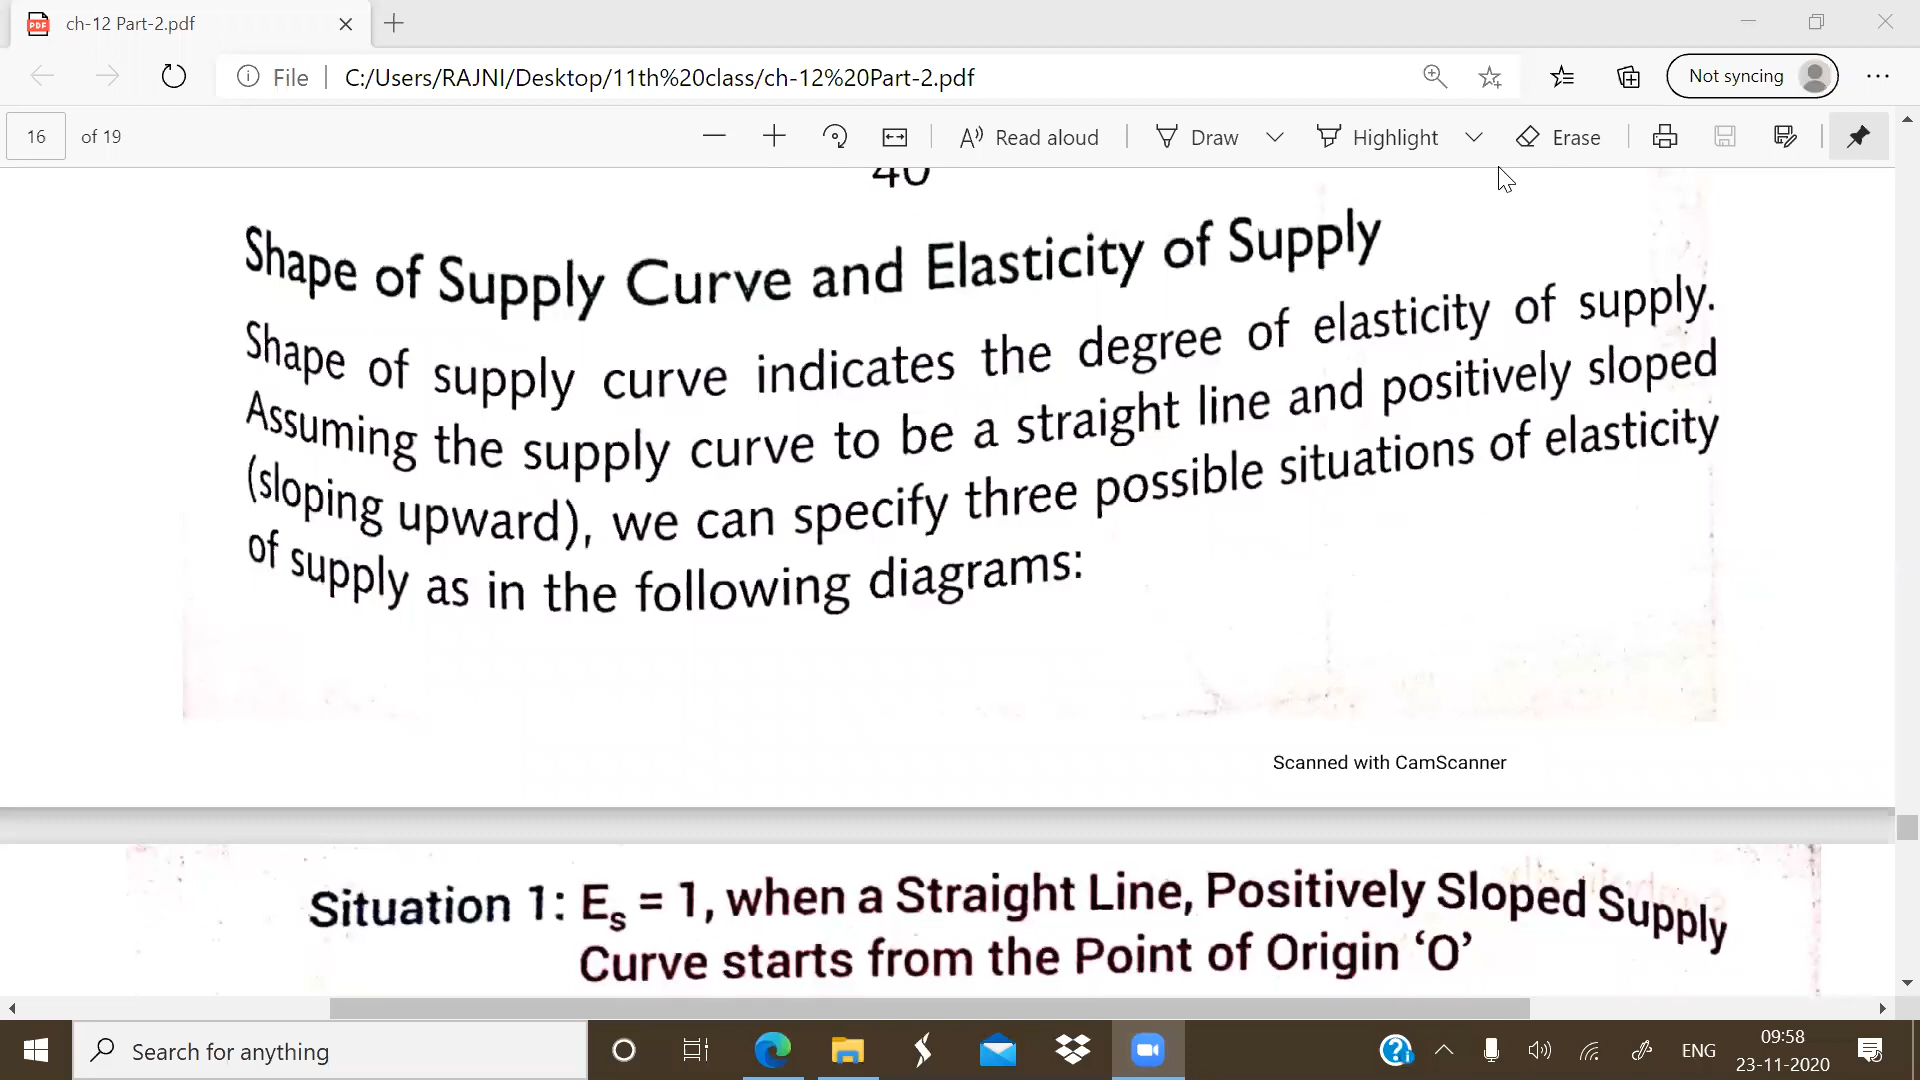 ch-12 Part-2.pdf
File
C:/Users/RAJNI/Desktop/11th%20class/ch-12%20Part-2.pdf
Not syncing
16
of 19
Read aloud
Draw
Highlight
Erase
40
Shape of Supply Curve and Elasticity of Supply
Shape of supply curve indicates the degree of elasticity of supply.
Assuming the supply curve to be a straight line and positively sloped
(sloping upward), we can specify three possible situations of elasticity
of supply as in the following diagrams:
Scanned with CamScanner
Situation 1: Es = 1, when a Straight Line, Positively Sloped Supply
Curve starts from the Point of Origin ‘O’
Search for anything
ENG
09:58
23-11-2020